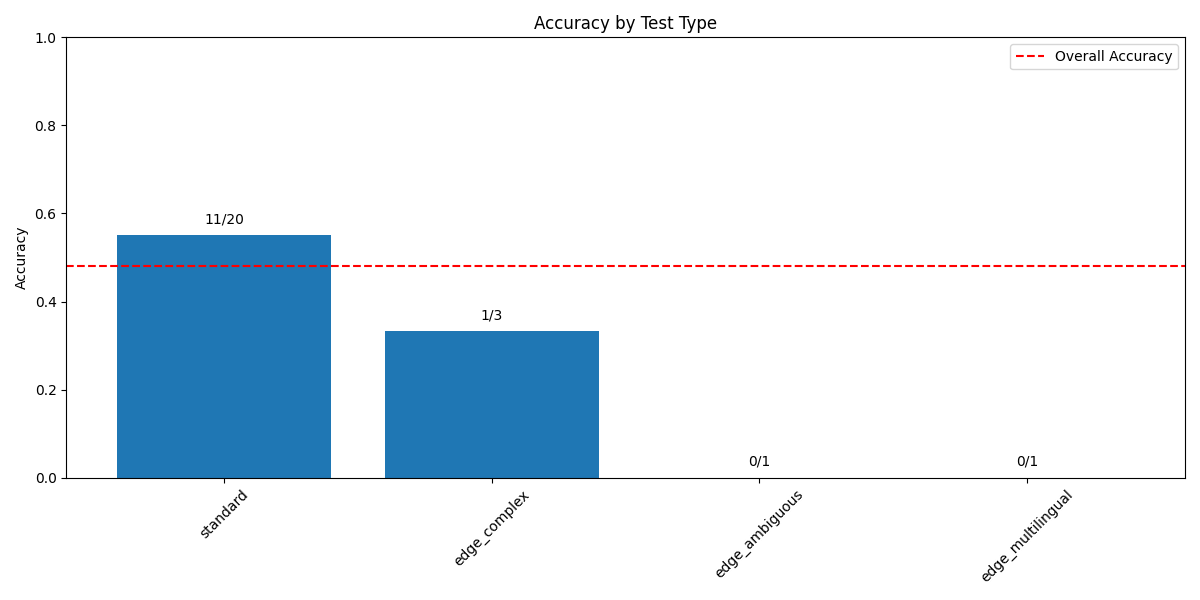 Accuracy by Test Type
1.0
Overall Accuracy
0.8
0.6
11/20
Accuracy
0.4
1/3
0.2
0/1
0/1
0.0
standard
edge_complex
edge_ambiguous
edge_multilingual